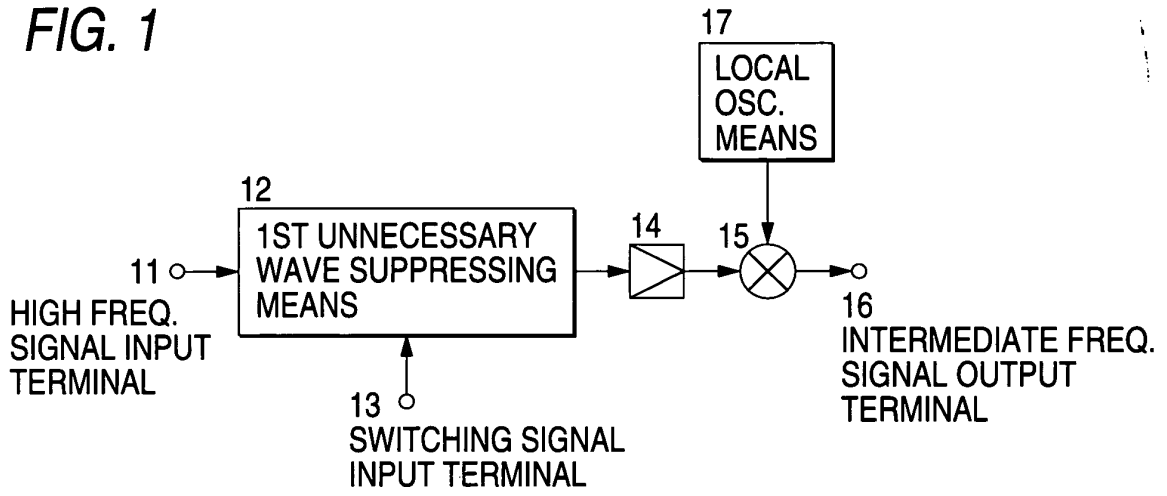 FIG. 1
17
LOCAL
OSC.
MEANS
12
1ST UNNECESSARY
WAVE SUPPRESSING
MEANS
14
15
11
HIGH FREQ.
SIGNAL INPUT
TERMINAL
16
INTERMEDIATE FREQ.
SIGNAL OUTPUT
TERMINAL
13
SWITCHING SIGNAL
INPUT TERMINAL